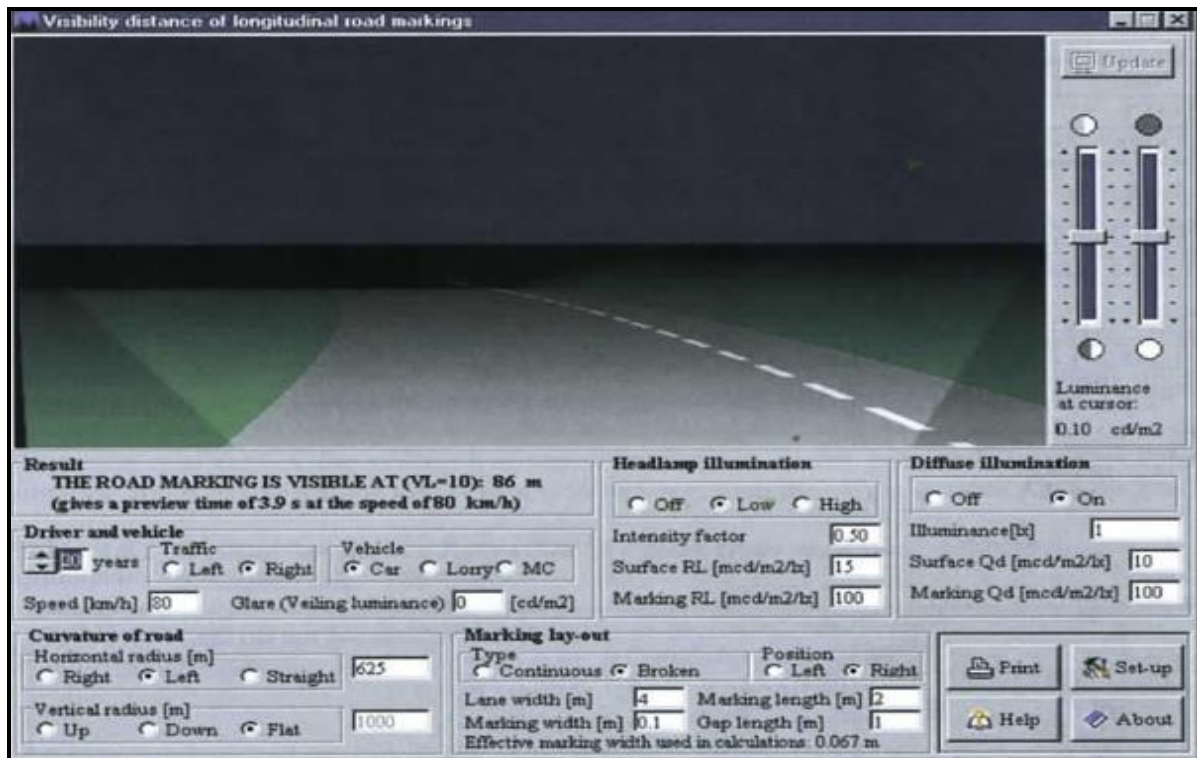 Visibility distance of longitudinal road markings
Update
Luminance
at cursor:
0.10 cd/m2
Result
THE ROAD MARKING IS VISIBLE AT (VL=10): 86 m
(gives a preview time of 3.9 s at the speed of 80 km/h)
Driver and vehicle
years
Traffic
Left Right
Vehicle
Car Lorry MC
Speed [km/h] 80 Glare (Veiling luminance) 0 [cd/m2]
Headlamp illumination
Off Low High
Intensity factor 0.50
Surface RL [mcd/m2/lx] 15
Marking RL [mcd/m2/lx] 100
Diffuse illumination
Off On
Illuminance[lx] 1
Surface Qd [mcd/m2/lx] 10
Marking Qd [mcd/m2/lx] 100
Curvature of road
Horizontal radius [m]
Right Left Straight 625
Vertical radius [m]
Up Down Flat 1000
Marking lay-out
Type
Continuous Broken
Position
Left Right
Lane width [m] 4 Marking length [m] 2
Marking width [m] 0.1 Gap length [m] 1
Effective marking width used in calculations: 0.067 m
Print
Set-up
Help
About